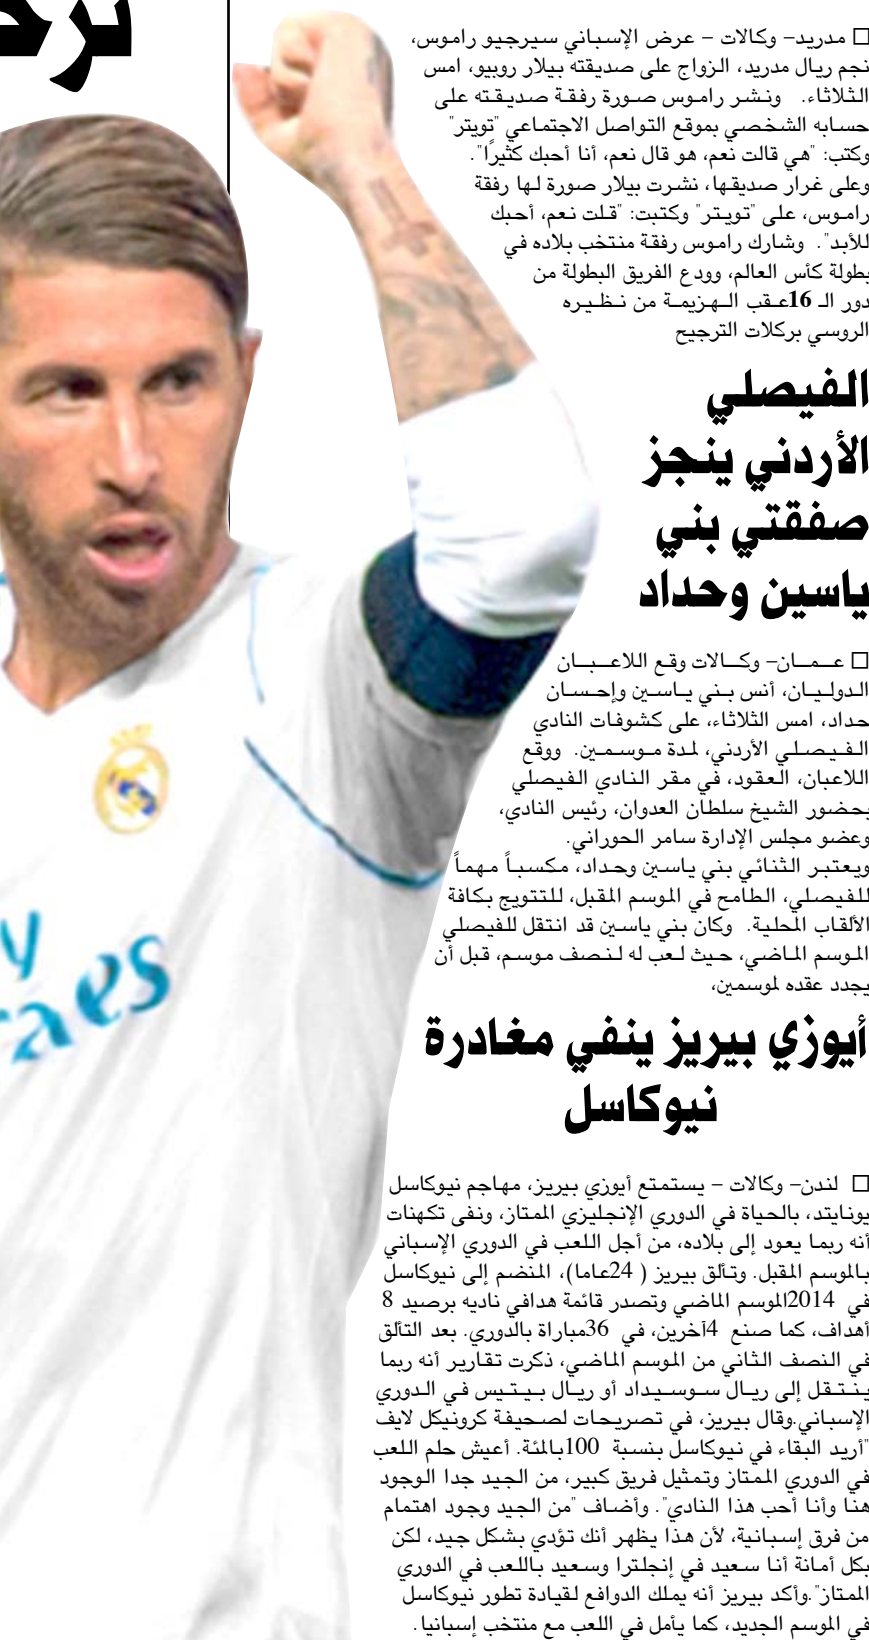 □ مدريد– وكالات – عرض الإسباني سيرجيو راموس،
نجم ريال مدريد، الزواج على صديقته بيلار روبيو، امس
الثلاثاء. ونشر راموس صورة رفقة صديقته على
حسابه الشخصي بموقع التواصل الاجتماعي "تويتر"
وكتب: "هي قالت نعم، هو قال نعم، أنا أحبك كثيرًا".
وعلى غرار صديقها، نشرت بيلار صورة لها رفقة
راموس، على "تويتر" وكتبت: "قلت نعم، أحبك
للأبد". وشارك راموس رفقة منتخب بلاده في
بطولة كأس العالم، وودع الفريق البطولة من
دور الـ 16عقب الهزيمة من نظيره
الروسي بركلات الترجيح
الفيصلي
الأردني ينجز
صفقتي بني
ياسين وحداد
□ عمان– وكالات وقع اللاعبان
الدوليان، أنس بني ياسين وإحسان
حداد، امس الثلاثاء، على كشوفات النادي
الفيصلي الأردني، لمدة موسمين. ووقع
اللاعبان، العقود، في مقر النادي الفيصلي
بحضور الشيخ سلطان العدوان، رئيس النادي،
وعضو مجلس الإدارة سامر الحوراني.
ويعتبر الثنائي بني ياسين وحداد، مكسباً مهماً
للفيصلي، الطامح في الموسم المقبل، للتتويج بكافة
الألقاب المحلية. وكان بني ياسين قد انتقل للفيصلي
الموسم الماضي، حيث لعب له لنصف موسم، قبل أن
يجدد عقده لموسمين،
أيوزي بيريز ينفي مغادرة
نيوكاسل
□ لندن– وكالات – يستمتع أيوزي بيريز، مهاجم نيوكاسل
يونايتد، بالحياة في الدوري الإنجليزي الممتاز، ونفى تكهنات
أنه ربما يعود إلى بلاده، من أجل اللعب في الدوري الإسباني
بالموسم المقبل. وتألق بيريز ( 24عاما)، المنضم إلى نيوكاسل
في 2014الموسم الماضي وتصدر قائمة هدافي ناديه برصيد 8
أهداف، كما صنع 4آخرين، في 36مباراة بالدوري. بعد التألق
في النصف الثاني من الموسم الماضي، ذكرت تقارير أنه ربما
ينتقل إلى ريال سوسيداد أو ريال بيتيس في الدوري
الإسباني.وقال بيريز، في تصريحات لصحيفة كرونيكل لايف
"أريد البقاء في نيوكاسل بنسبة 100بالمئة. أعيش حلم اللعب
في الدوري الممتاز وتمثيل فريق كبير، من الجيد جدا الوجود
هنا وأنا أحب هذا النادي". وأضاف "من الجيد وجود اهتمام
من فرق إسبانية، لأن هذا يظهر أنك تؤدي بشكل جيد، لكن
بكل أمانة أنا سعيد في إنجلترا وسعيد باللعب في الدوري
الممتاز".وأكد بيريز أنه يملك الدوافع لقيادة تطور نيوكاسل
في الموسم الجديد، كما يأمل في اللعب مع منتخب إسبانيا.